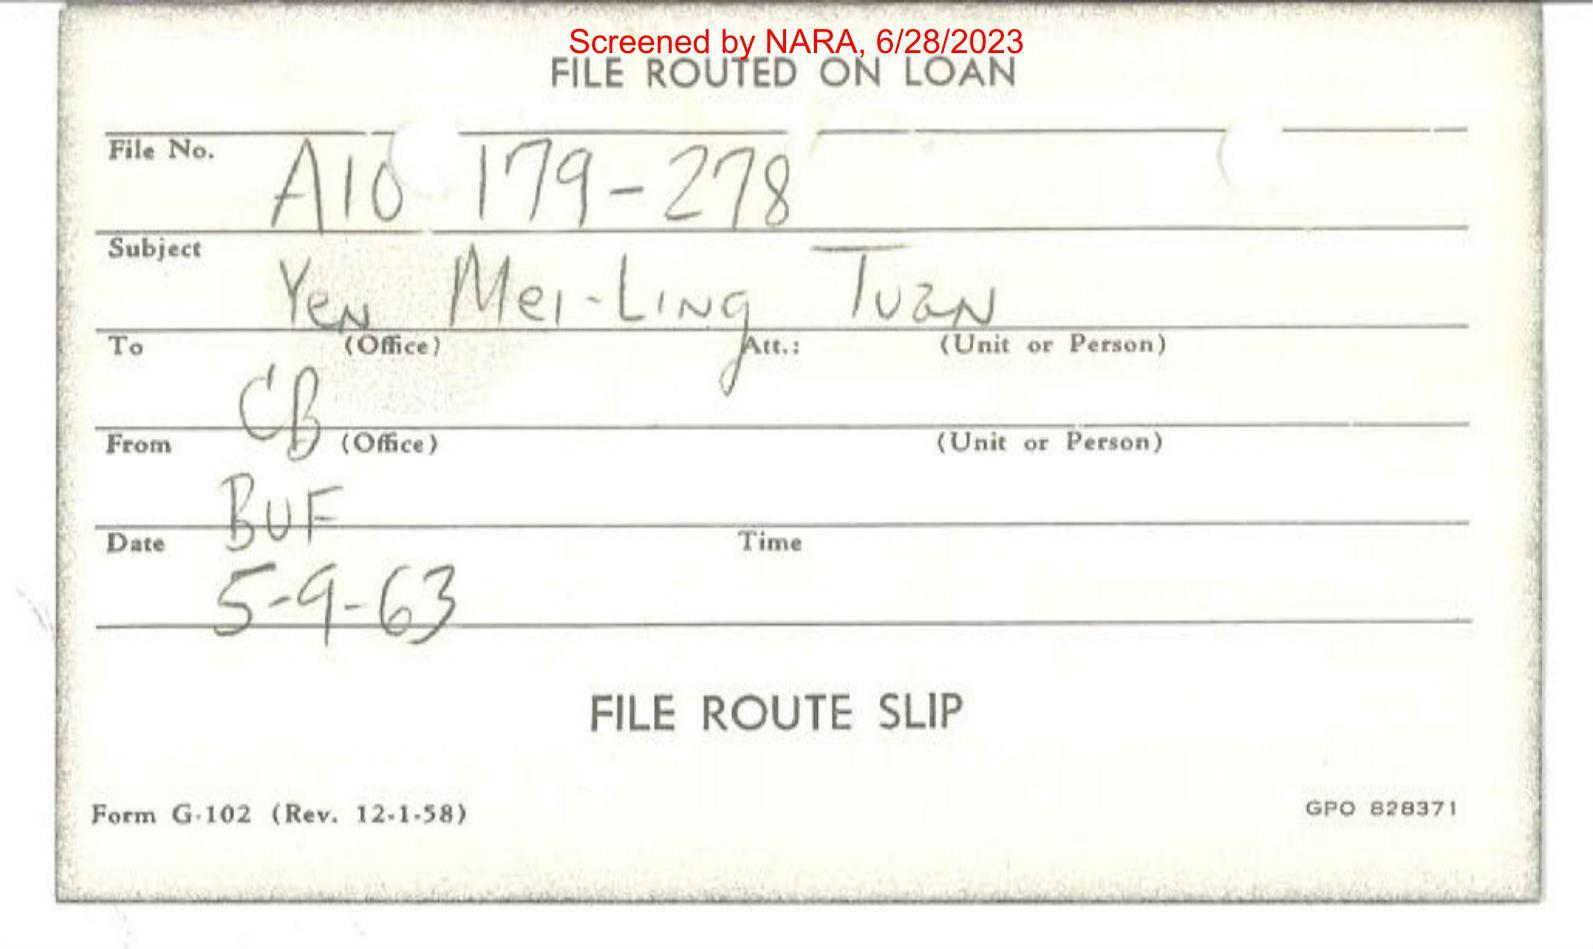 Screened by NARA, 6/28/2023
FILE ROUTED ON LOAN
File No. A10 179-278
Subject Yen Mei-Ling Tuan
To (Office) Att.: (Unit or Person)
CB
From (Office) (Unit or Person)
BUF
Date Time
5-9-63
FILE ROUTE SLIP
Form G-102 (Rev. 12-1-58) GPO 828371